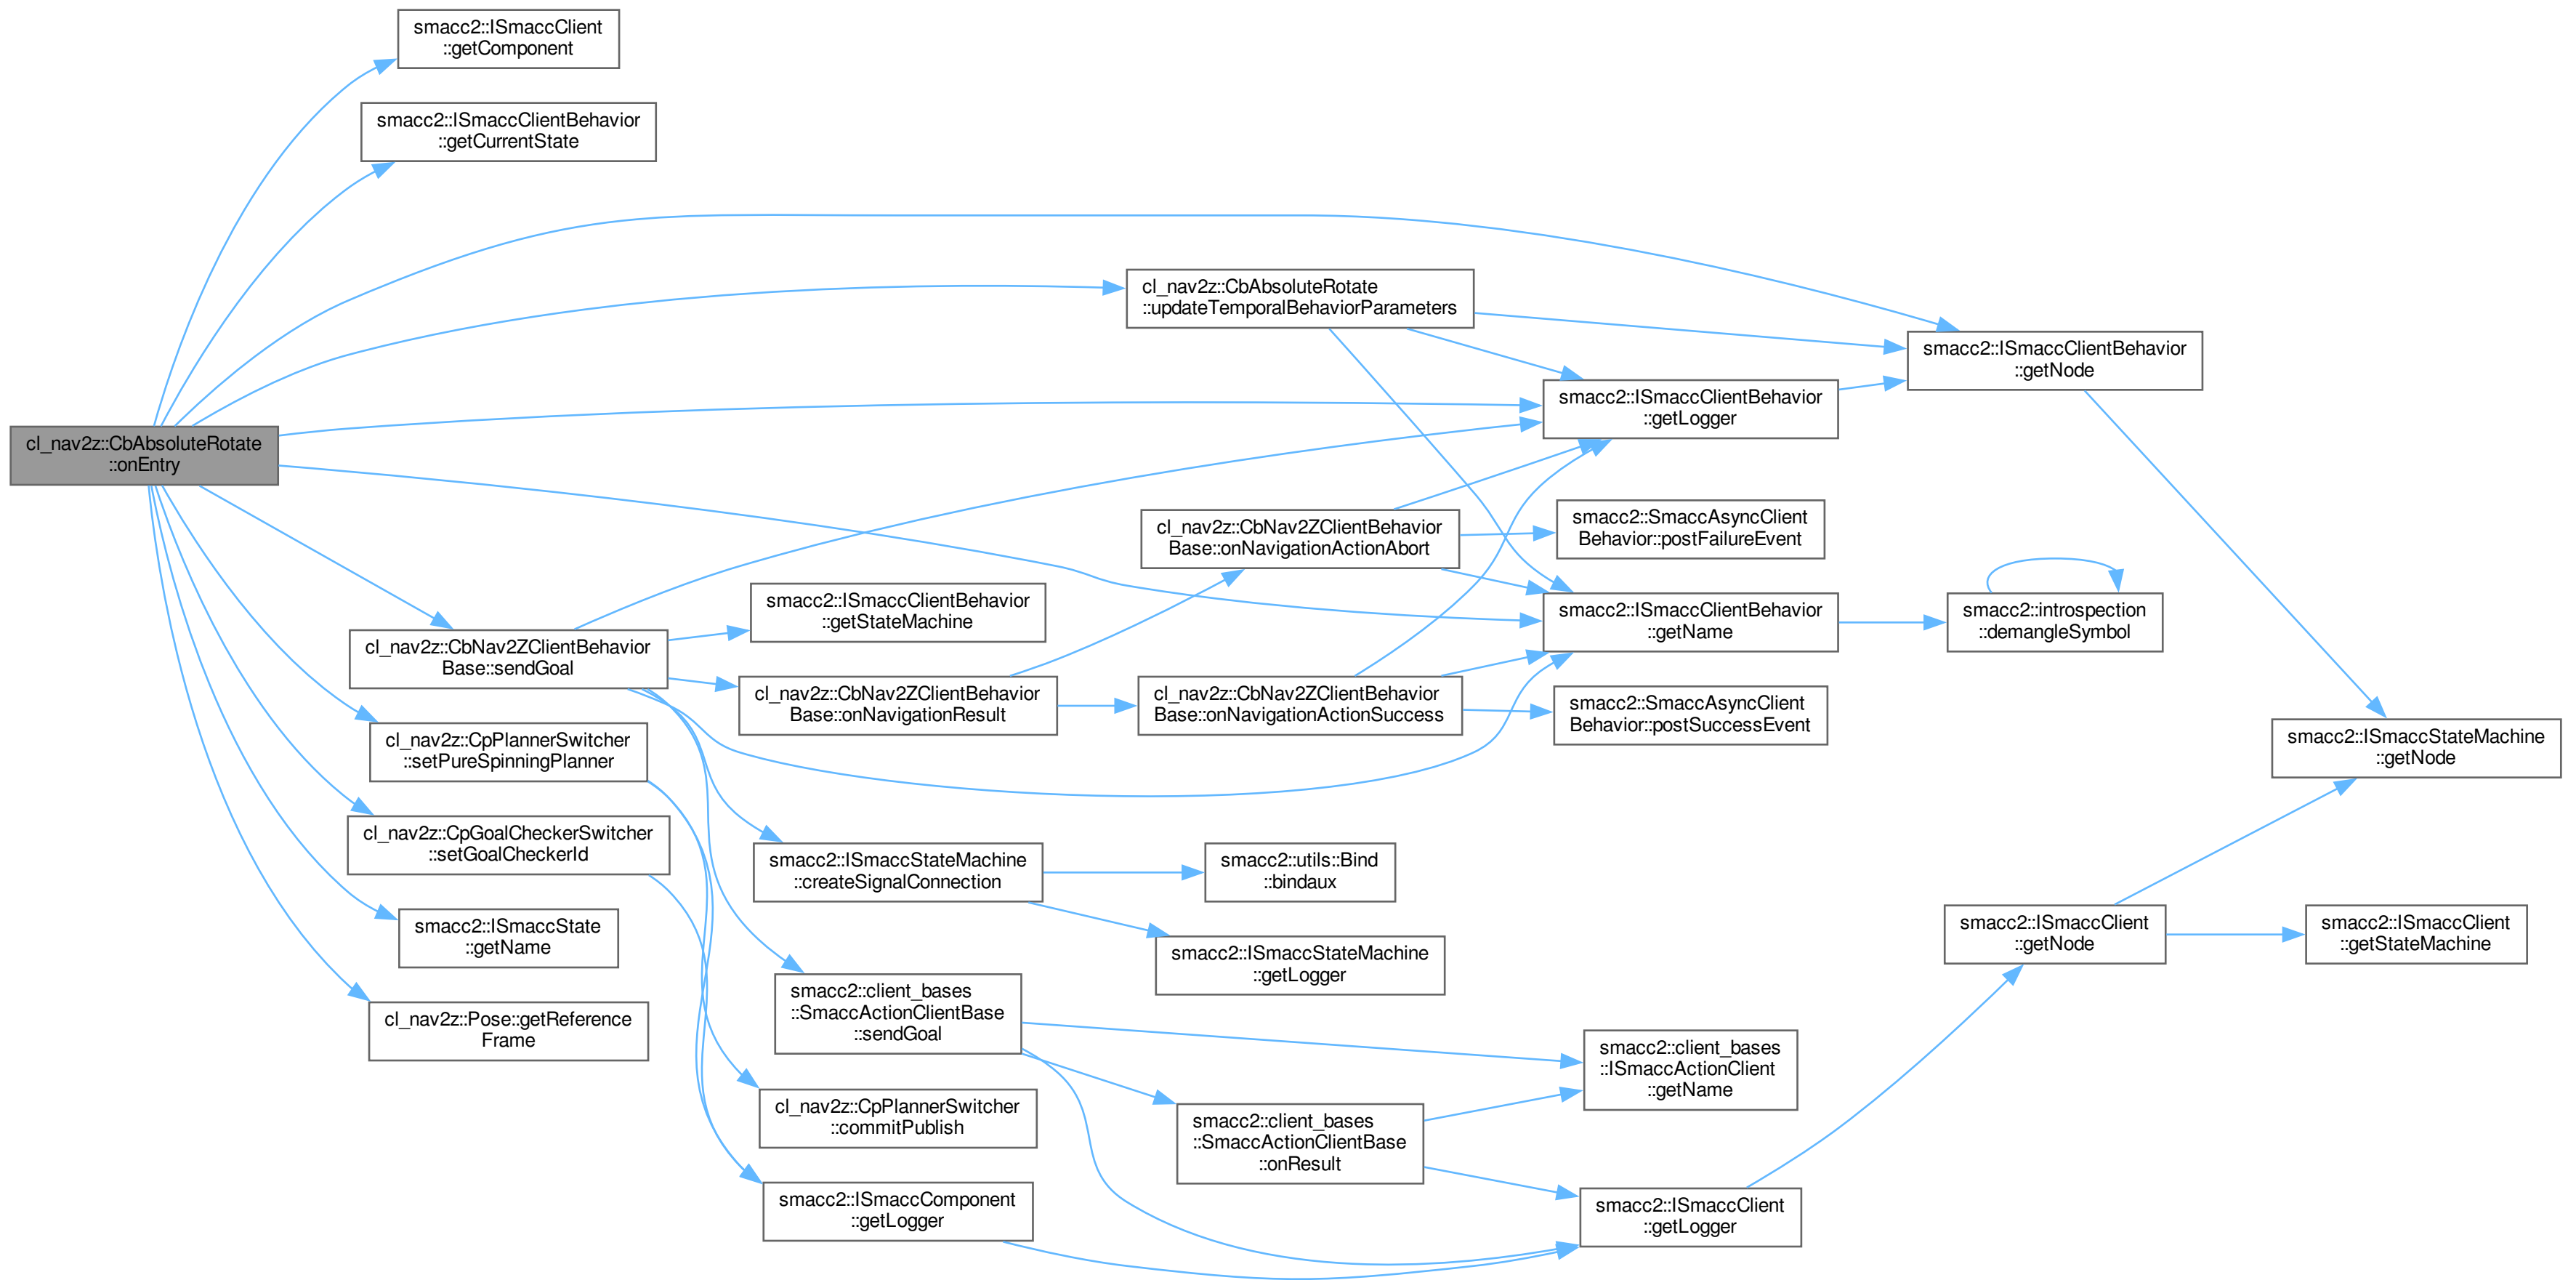 smacc2::ISmaccClient
::getComponent
smacc2::ISmaccClientBehavior
::getCurrentState
cl_nav2z::CbAbsoluteRotate
::updateTemporalBehaviorParameters
smacc2::ISmaccClientBehavior
::getNode
smacc2::ISmaccClientBehavior
::getLogger
cl_nav2z::CbAbsoluteRotate
::onEntry
smacc2::SmaccAsyncClient
Behavior::postFailureEvent
cl_nav2z::CbNav2ZClientBehavior
Base::onNavigationActionAbort
smacc2::ISmaccClientBehavior
::getStateMachine
smacc2::ISmaccClientBehavior
::getName
smacc2::introspection
::demangleSymbol
cl_nav2z::CbNav2ZClientBehavior
Base::sendGoal
cl_nav2z::CbNav2ZClientBehavior
Base::onNavigationResult
cl_nav2z::CbNav2ZClientBehavior
Base::onNavigationActionSuccess
smacc2::SmaccAsyncClient
Behavior::postSuccessEvent
cl_nav2z::CpPlannerSwitcher
::setPureSpinningPlanner
smacc2::ISmaccStateMachine
::getNode
cl_nav2z::CpGoalCheckerSwitcher
::setGoalCheckerId
smacc2::ISmaccStateMachine
::createSignalConnection
smacc2::utils::Bind
::bindaux
smacc2::ISmaccState
::getName
smacc2::ISmaccStateMachine
::getLogger
smacc2::ISmaccClient
::getNode
smacc2::ISmaccClient
::getStateMachine
smacc2::client_bases
::SmaccActionClientBase
::sendGoal
cl_nav2z::Pose::getReference
Frame
smacc2::client_bases
::ISmaccActionClient
::getName
cl_nav2z::CpPlannerSwitcher
::commitPublish
smacc2::client_bases
::SmaccActionClientBase
::onResult
smacc2::ISmaccComponent
::getLogger
smacc2::ISmaccClient
::getLogger